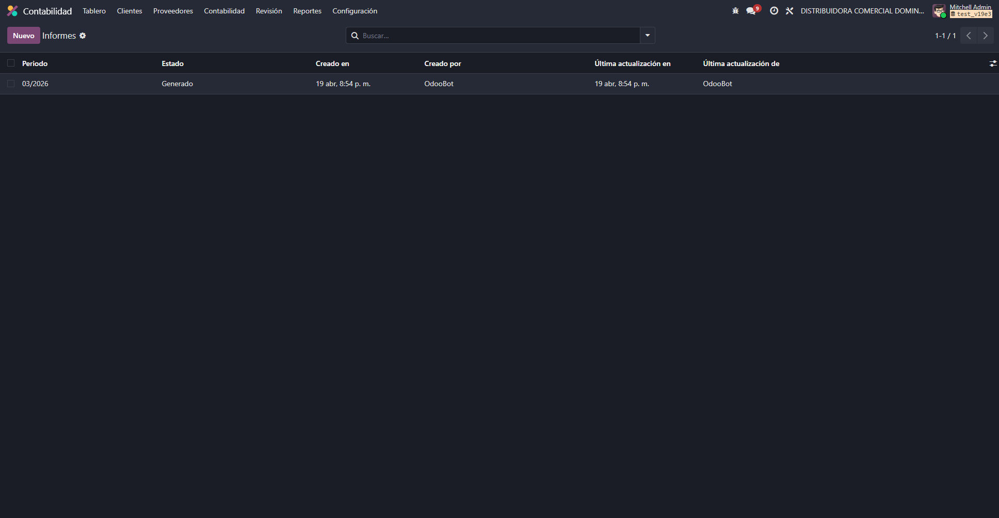 Contabilidad Tablero Clientes Proveedores Contabilidad Revisión Reportes Configuración 9 DISTRIBUIDORA COMERCIAL DOMIN... Mitchell Admin
test_v19e3
Nuevo Informes Buscar... 1-1 / 1
Periodo Estado Creado en Creado por Última actualización en Última actualización de
03/2026 Generado 19 abr, 8:54 p. m. OdooBot 19 abr, 8:54 p. m. OdooBot